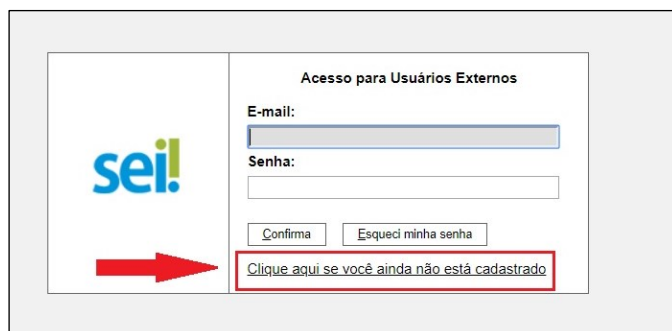 sei!
Acesso para Usuários Externos
E-mail:
Senha:
Confirma
Esqueci minha senha
Clique aqui se você ainda não está cadastrado